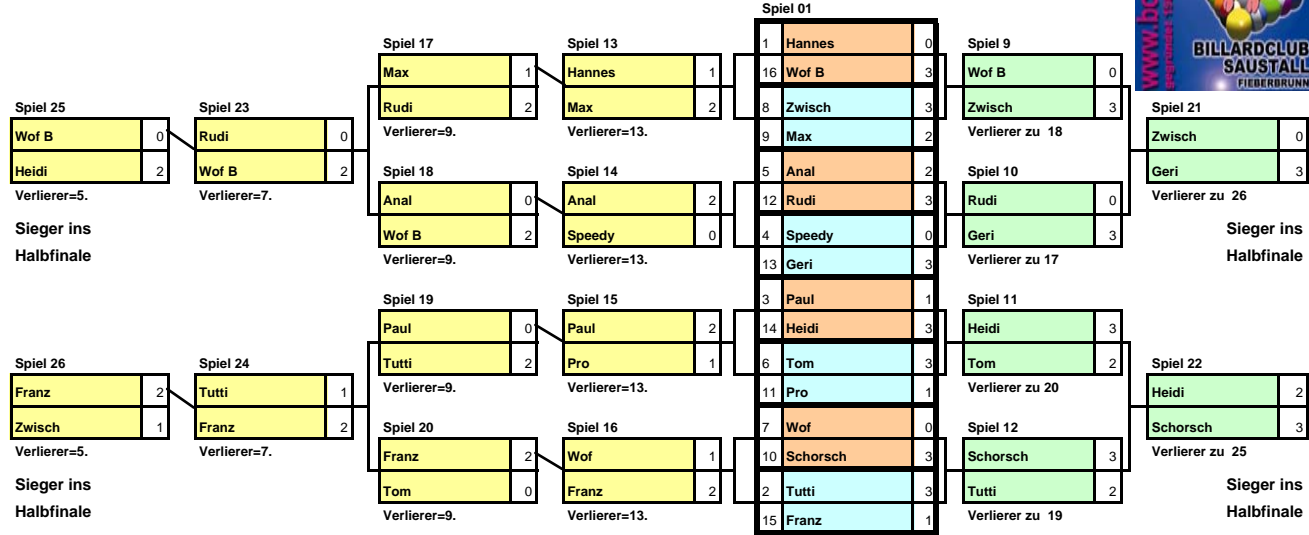 Spiel 01
Spiel 17
Spiel 13
1 Hannes 0
Spiel 9
BILLARDCLUB
SAUSTALL
FIEBERBRUNN
Max 1
Hannes 1
16 Wof B 3
Wof B 0
Spiel 25
Spiel 23
Rudi 2
Max 2
8 Zwisch 3
Zwisch 3
Spiel 21
Wof B 0
Rudi 0
Verlierer=9.
Verlierer=13.
9 Max 2
Verlierer zu 18
Zwisch 0
Heidi 2
Wof B 2
Spiel 18
Spiel 14
5 Anal 2
Spiel 10
Geri 3
Verlierer=5.
Verlierer=7.
Anal 0
Anal 2
12 Rudi 3
Rudi 0
Verlierer zu 26
Sieger ins
Halbfinale
Wof B 2
Speedy 0
4 Speedy 0
Geri 3
Sieger ins
Halbfinale
Verlierer=9.
Verlierer=13.
13 Geri 3
Verlierer zu 17
Spiel 19
Spiel 15
3 Paul 1
Spiel 11
Paul 0
Paul 2
14 Heidi 3
Heidi 3
Spiel 26
Spiel 24
Tutti 2
Pro 1
6 Tom 3
Tom 2
Spiel 22
Franz 2
Tutti 1
Verlierer=9.
Verlierer=13.
11 Pro 1
Verlierer zu 20
Heidi 2
Zwisch 1
Franz 2
Spiel 20
Spiel 16
7 Wof 0
Spiel 12
Schorsch 3
Verlierer=5.
Verlierer=7.
Franz 2
Wof 1
10 Schorsch 3
Schorsch 3
Verlierer zu 25
Sieger ins
Halbfinale
Tom 0
Franz 2
2 Tutti 3
Tutti 2
Sieger ins
Halbfinale
Verlierer=9.
Verlierer=13.
15 Franz 1
Verlierer zu 19